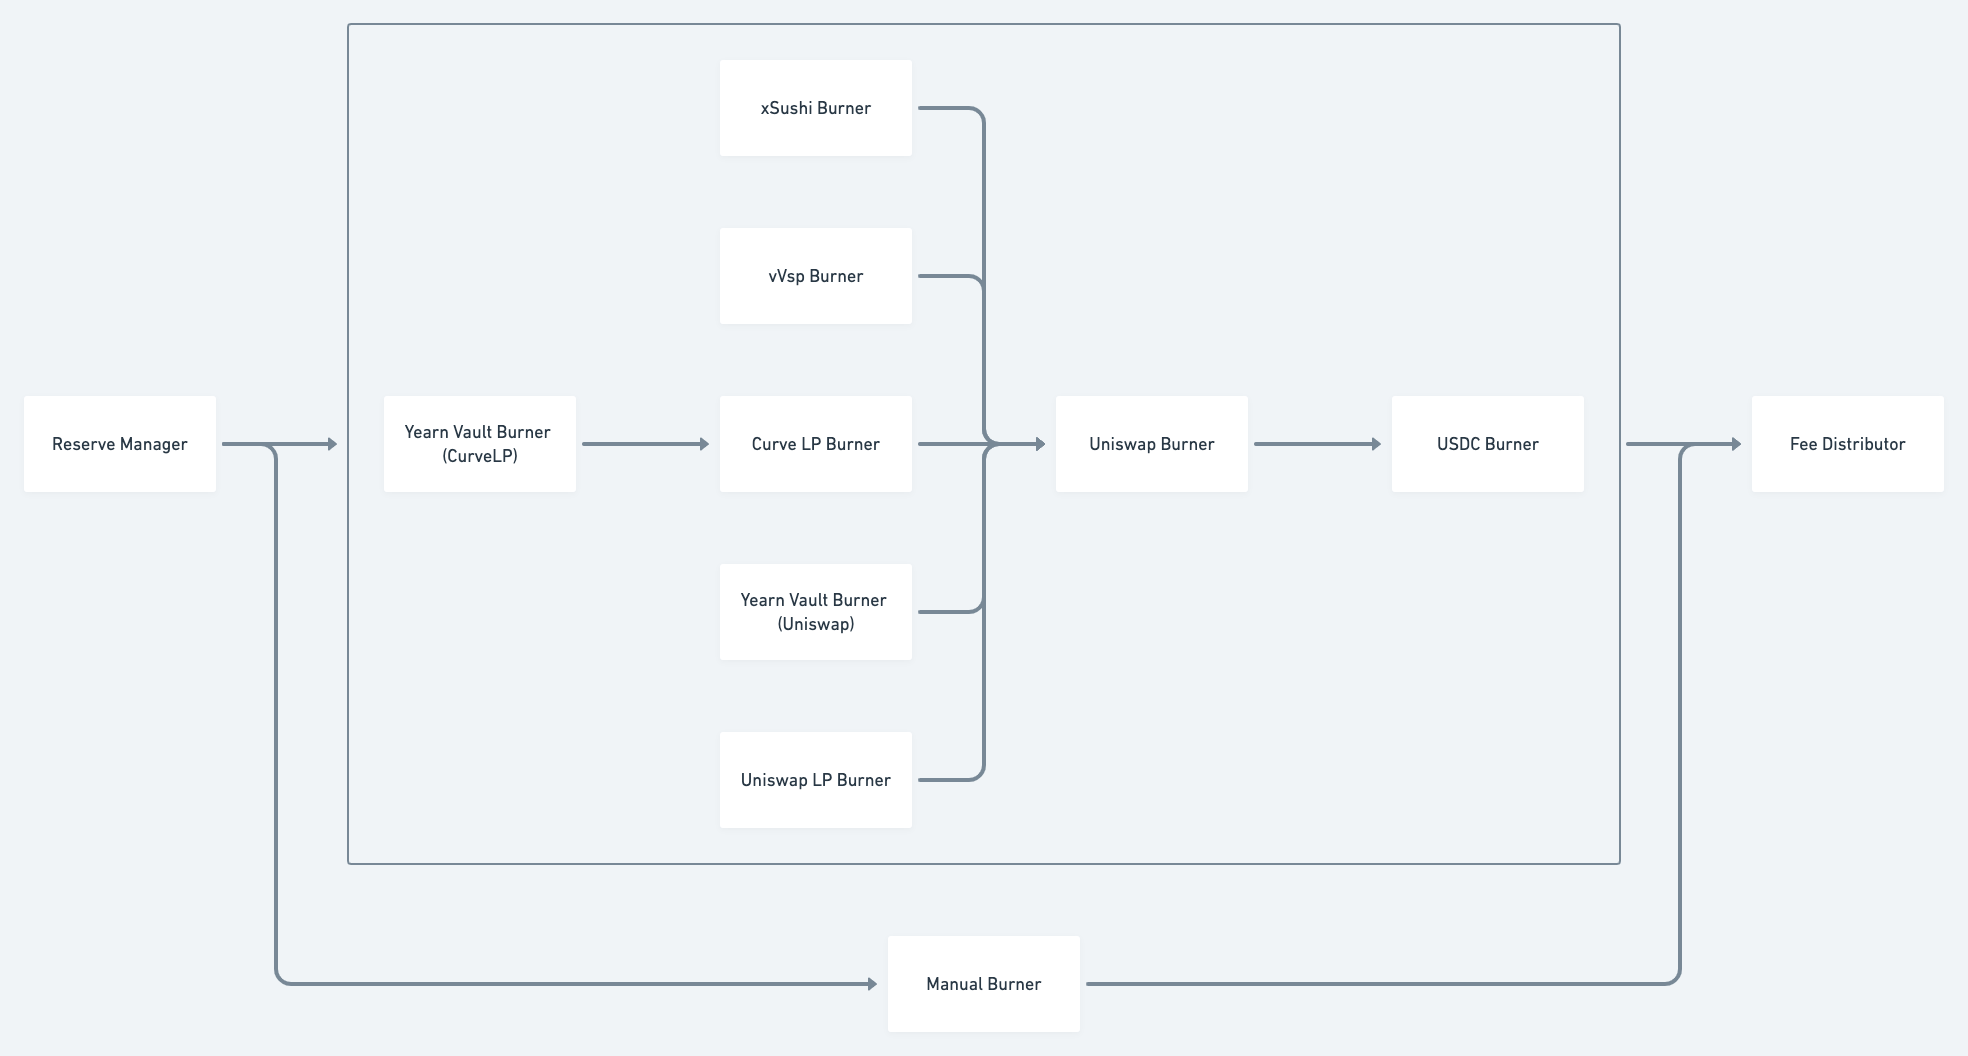 xSushi Burner
vVsp Burner
Reserve Manager
Yearn Vault Burner
(CurveLP)
Curve LP Burner
Uniswap Burner
USDC Burner
Fee Distributor
Yearn Vault Burner
(Uniswap)
Uniswap LP Burner
Manual Burner